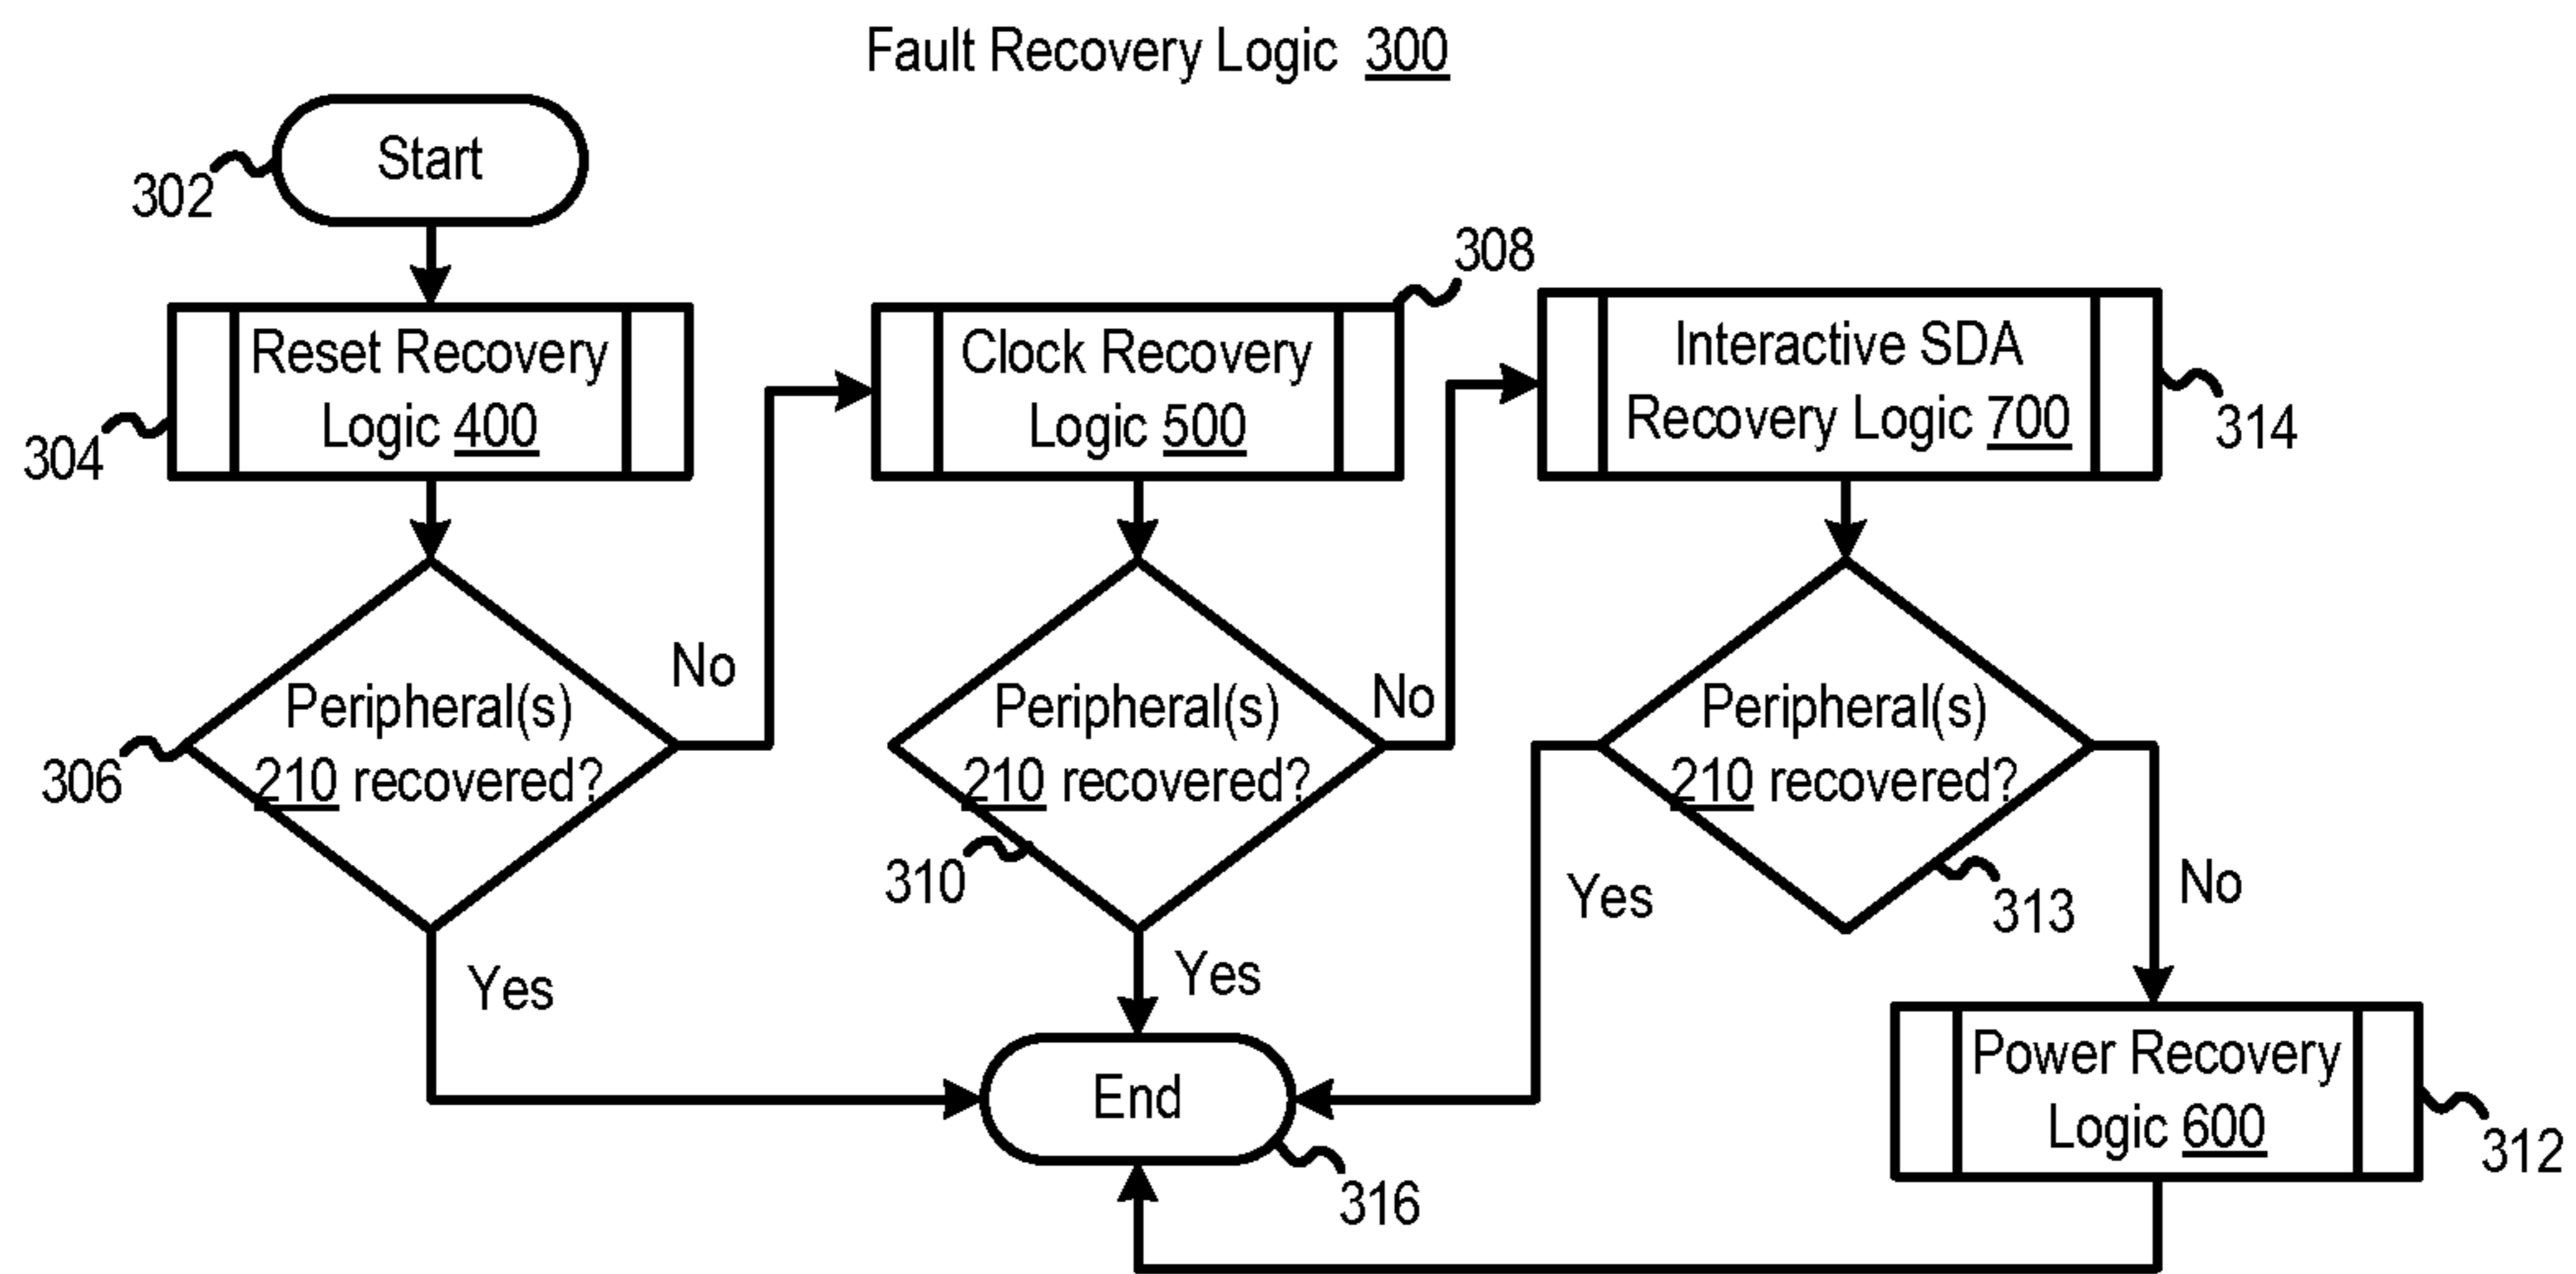 Fault Recovery Logic 300
Start
302
Reset Recovery
Logic 400
304
Peripheral(s)
210 recovered?
306
No
Yes
308
Clock Recovery
Logic 500
Peripheral(s)
210 recovered?
310
No
Yes
Interactive SDA
Recovery Logic 700
314
Peripheral(s)
210 recovered?
313
Yes
No
Power Recovery
Logic 600
312
End
316